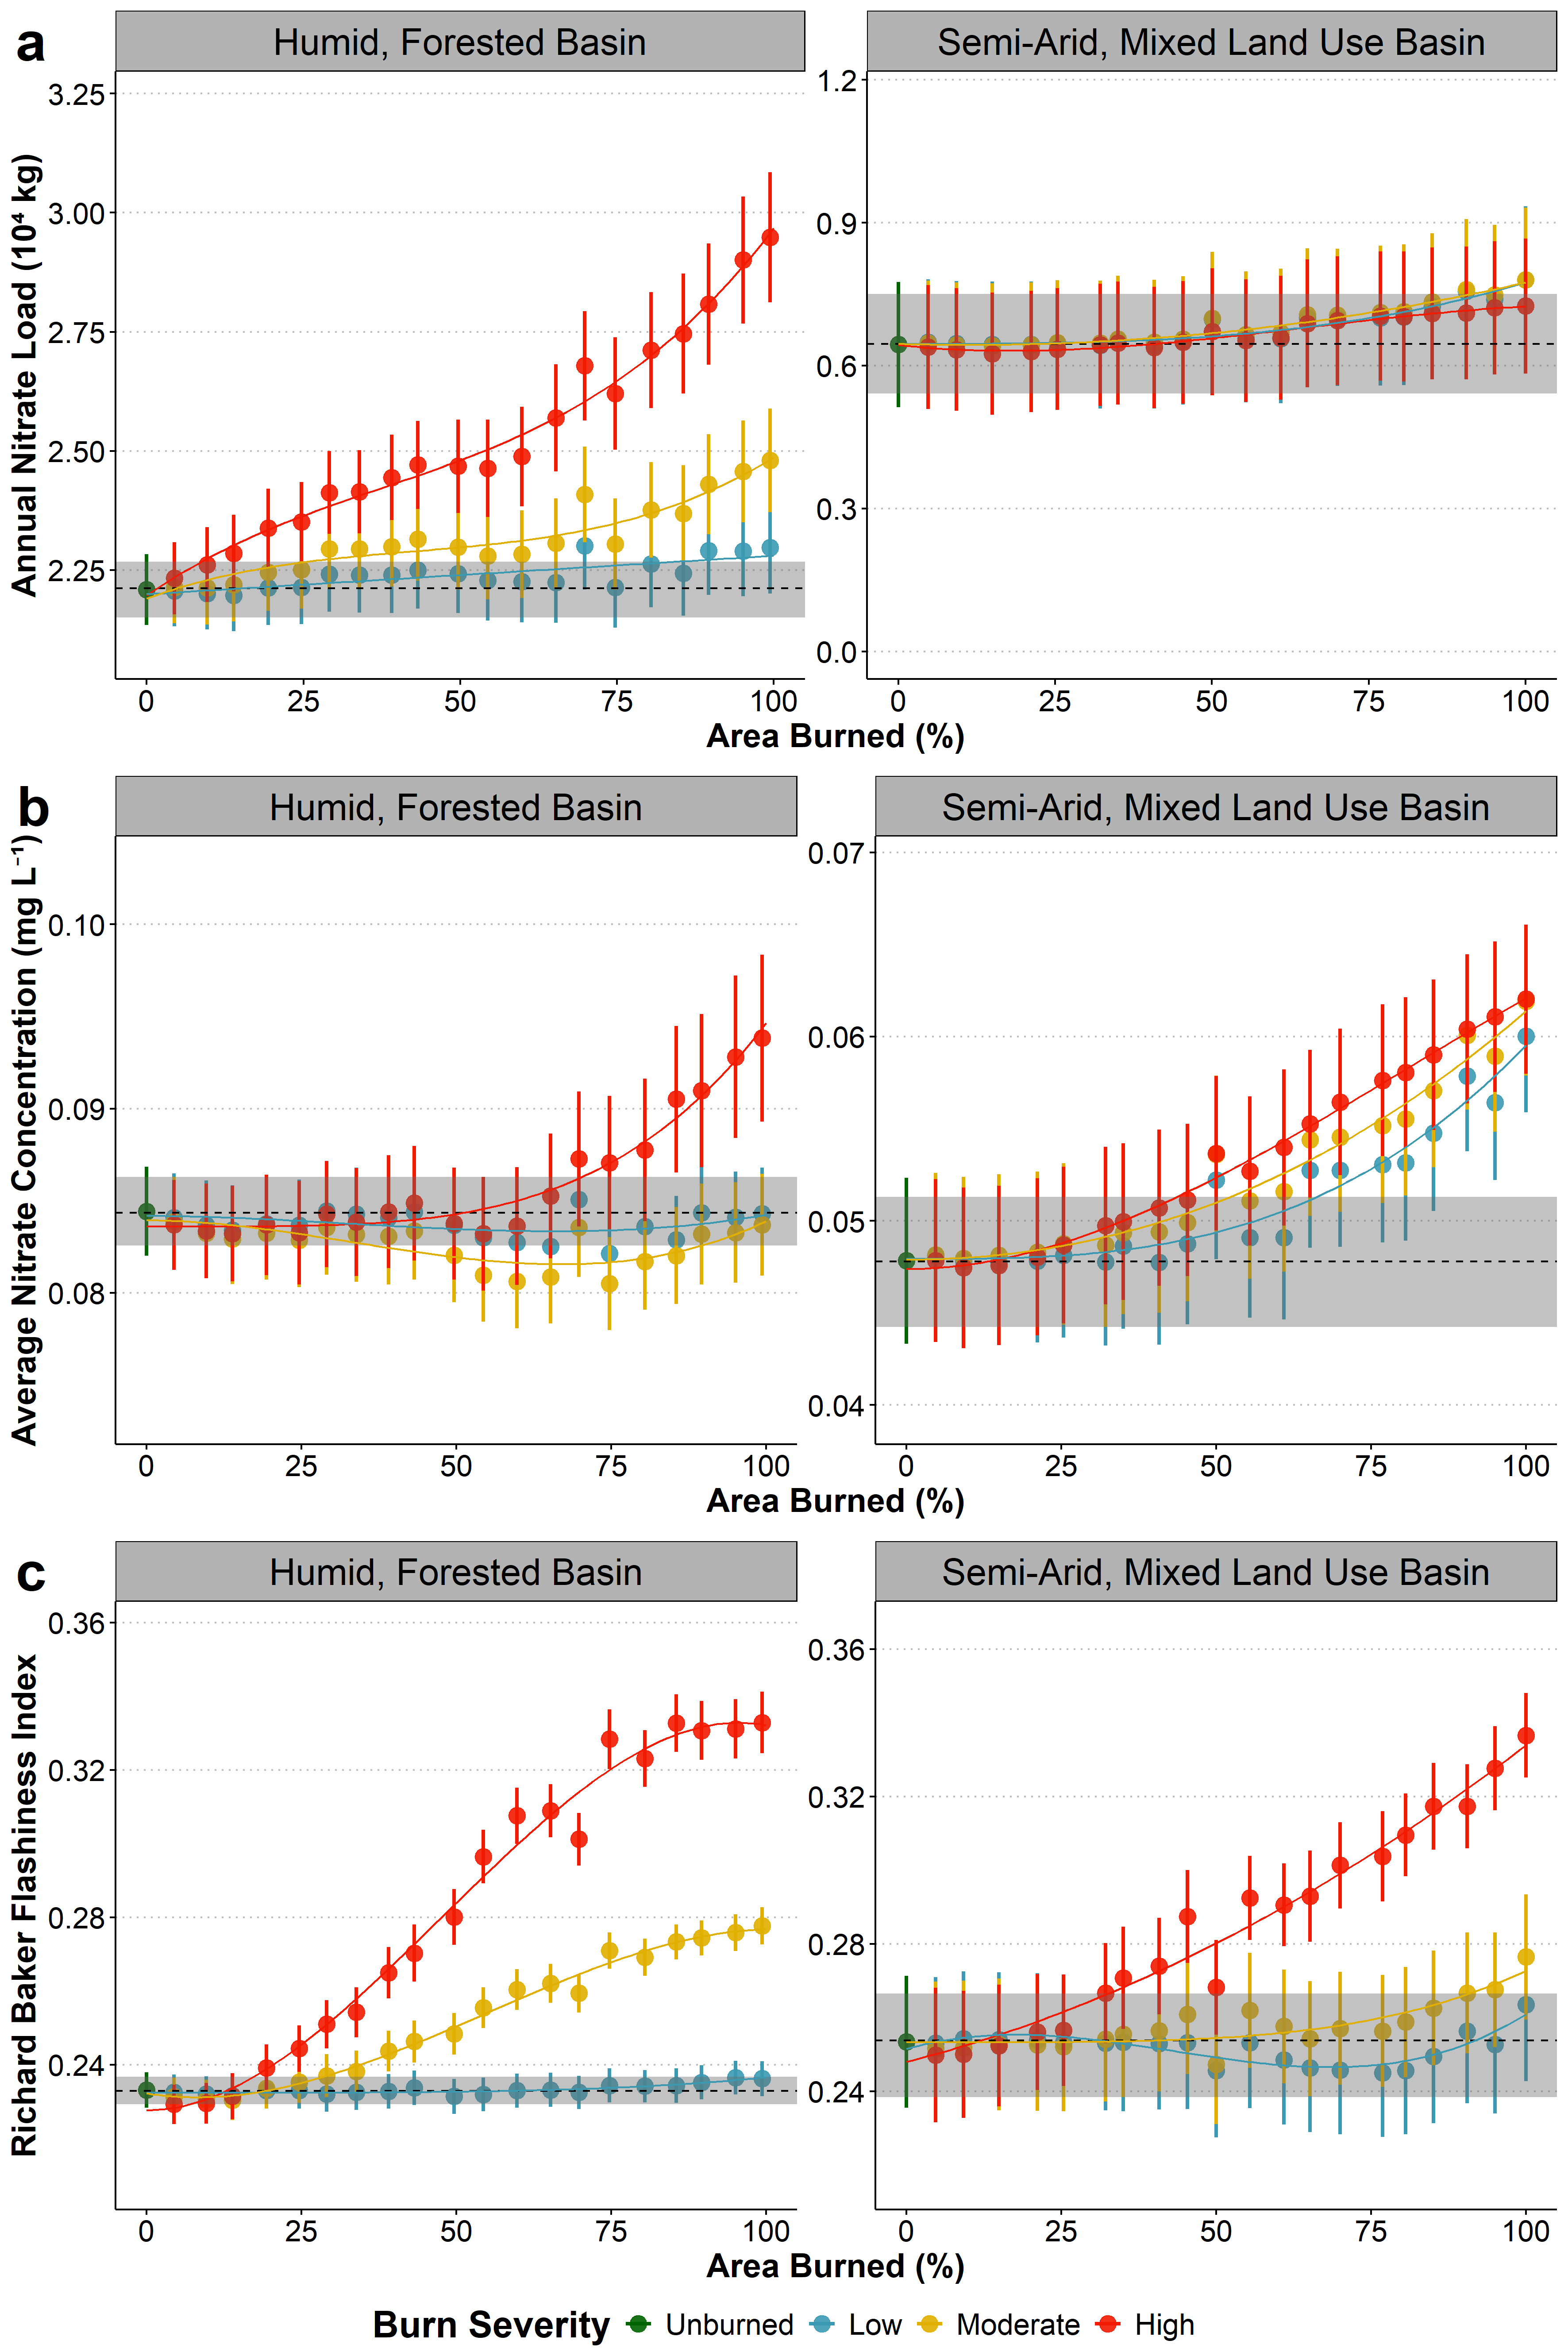 a
Humid, Forested Basin
Semi-Arid, Mixed Land Use Basin
Annual Nitrate Load (10⁴ kg)
3.25
3.00
2.75
2.50
2.25
1.2
0.9
0.6
0.3
0.0
0 25 50 75 100
0 25 50 75 100
Area Burned (%)
b
Humid, Forested Basin
Semi-Arid, Mixed Land Use Basin
Average Nitrate Concentration (mg L⁻¹)
0.10
0.09
0.08
0.07
0.06
0.05
0.04
0 25 50 75 100
0 25 50 75 100
Area Burned (%)
c
Humid, Forested Basin
Semi-Arid, Mixed Land Use Basin
Richard Baker Flashiness Index
0.36
0.32
0.28
0.24
0.36
0.32
0.28
0.24
0 25 50 75 100
0 25 50 75 100
Area Burned (%)
Burn Severity Unburned Low Moderate High